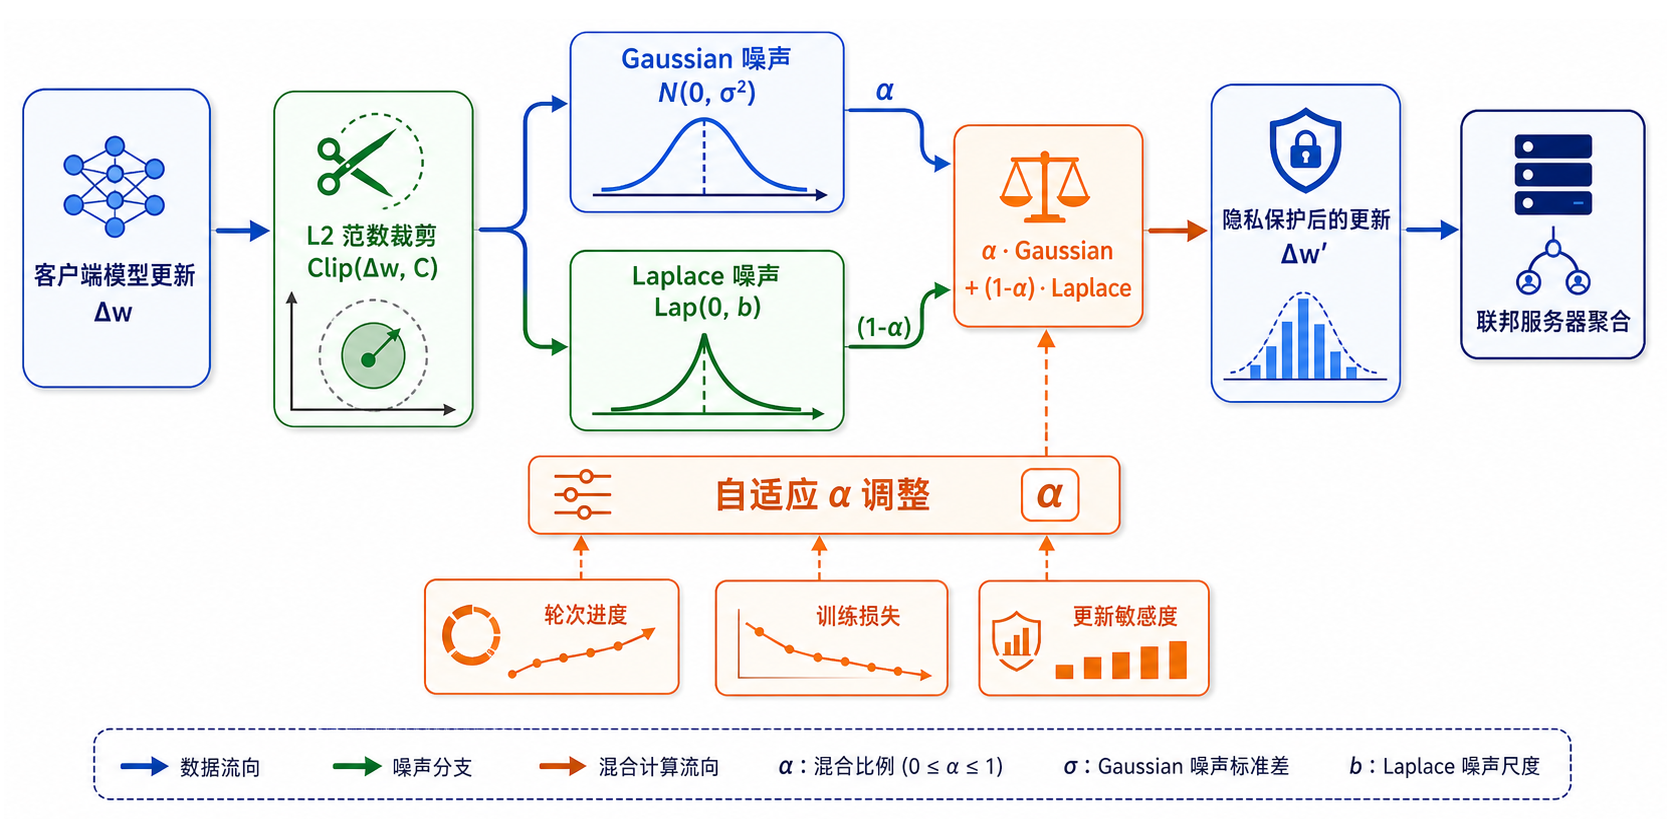 客户端模型更新
Δw
L2 范数裁剪
Clip(Δw, C)
Gaussian 噪声
N(0, σ²)
Laplace 噪声
Lap(0, b)
α
(1-α)
α · Gaussian
+ (1-α) · Laplace
隐私保护后的更新
Δw′
联邦服务器聚合
自适应 α 调整
α
轮次进度
训练损失
更新敏感度
数据流向
噪声分支
混合计算流向
α：混合比例 (0 ≤ α ≤ 1)
σ：Gaussian 噪声标准差
b：Laplace 噪声尺度